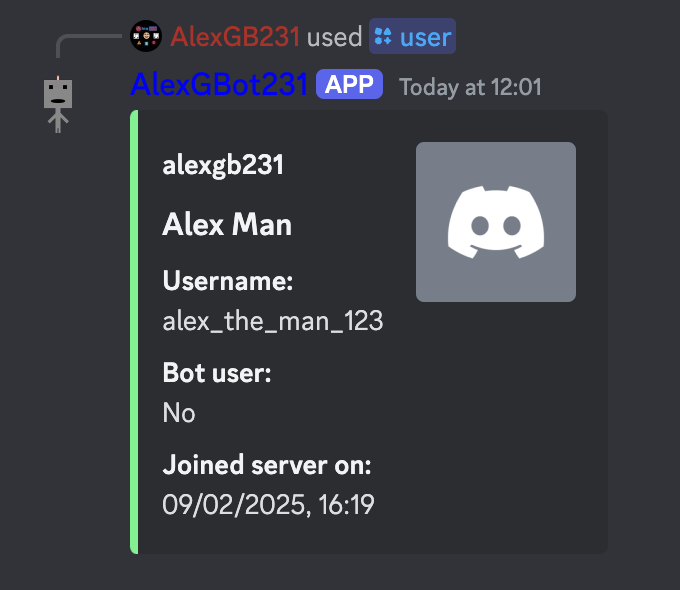 AlexGB231 used user
AlexGBot231 APP Today at 12:01
alexgb231
Alex Man
Username:
alex_the_man_123
Bot user:
No
Joined server on:
09/02/2025, 16:19